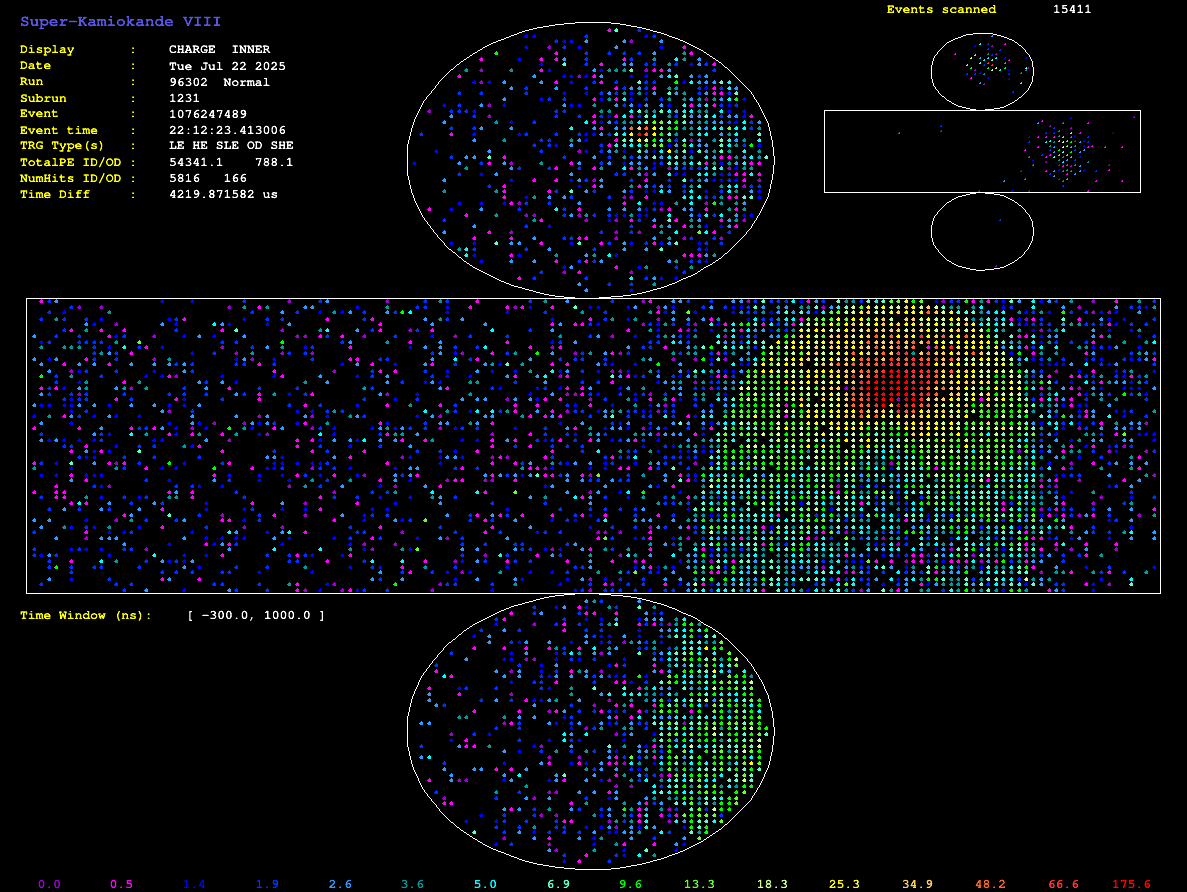 Super-Kamiokande VIII
Events scanned 15411
Display : CHARGE INNER
Date : Tue Jul 22 2025
Run : 96302 Normal
Subrun : 1231
Event : 1076247489
Event time : 22:12:23.413006
TRG Type(s) : LE HE SLE OD SHE
TotalPE ID/OD : 54341.1 788.1
NumHits ID/OD : 5816 166
Time Diff : 4219.871582 us
Time Window (ns): [ -300.0, 1000.0 ]
0.0 0.5 1.4 1.9 2.6 3.6 5.0 6.9 9.6 13.3 18.3 25.3 34.9 48.2 66.6 175.6